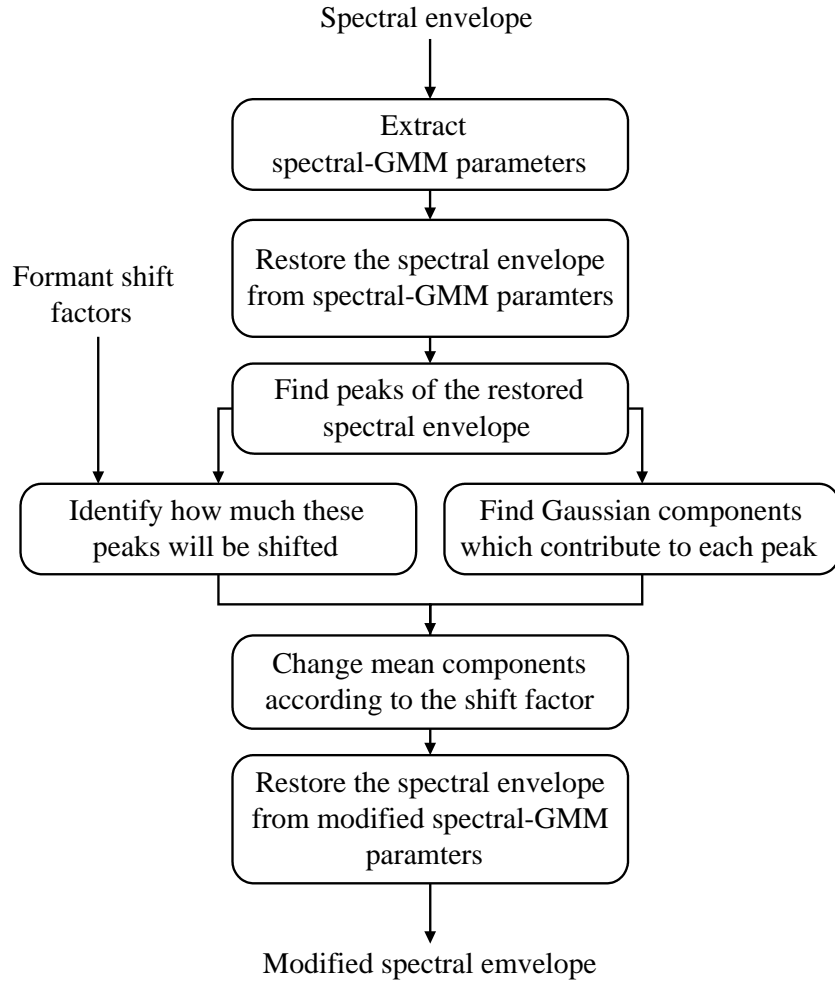 Spectral envelope
Extract
spectral-GMM parameters
Restore the spectral envelope
from spectral-GMM paramters
Formant shift
factors
Find peaks of the restored
spectral envelope
Identify how much these
peaks will be shifted
Find Gaussian components
which contribute to each peak
Change mean components
according to the shift factor
Restore the spectral envelope
from modified spectral-GMM
paramters
Modified spectral emvelope